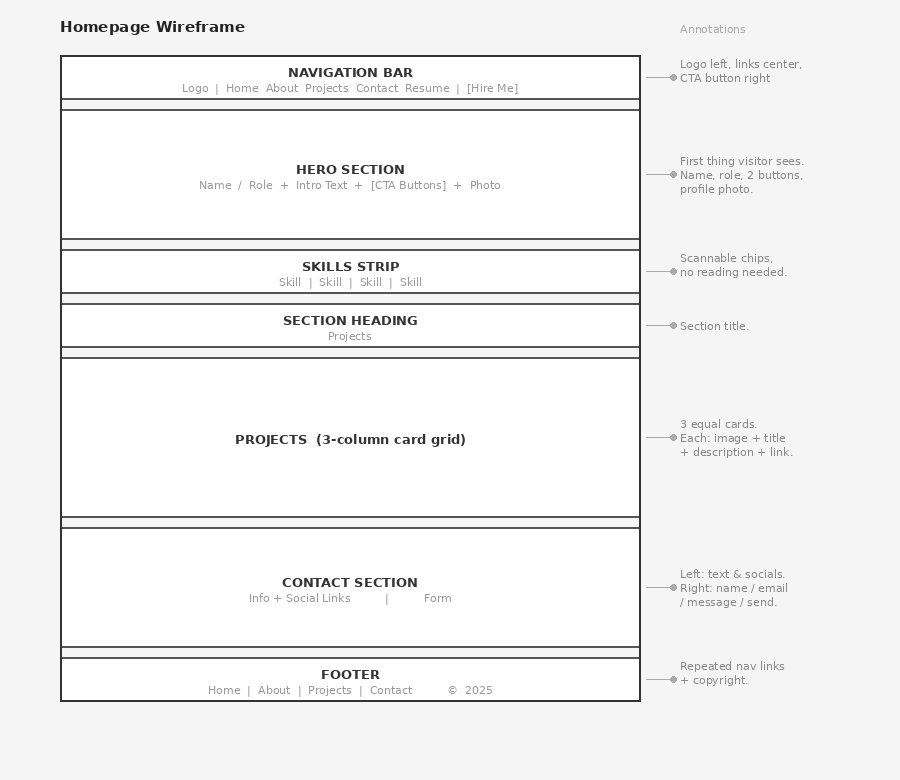 Homepage Wireframe
Annotations
NAVIGATION BAR
Logo | Home About Projects Contact Resume | [Hire Me]
Logo left, links center,
CTA button right
HERO SECTION
Name / Role + Intro Text + [CTA Buttons] + Photo
First thing visitor sees.
Name, role, 2 buttons,
profile photo.
SKILLS STRIP
Skill | Skill | Skill | Skill
Scannable chips,
no reading needed.
SECTION HEADING
Projects
Section title.
PROJECTS (3-column card grid)
3 equal cards.
Each: image + title
+ description + link.
CONTACT SECTION
Info + Social Links | Form
Left: text & socials.
Right: name / email
/ message / send.
FOOTER
Home | About | Projects | Contact © 2025
Repeated nav links
+ copyright.